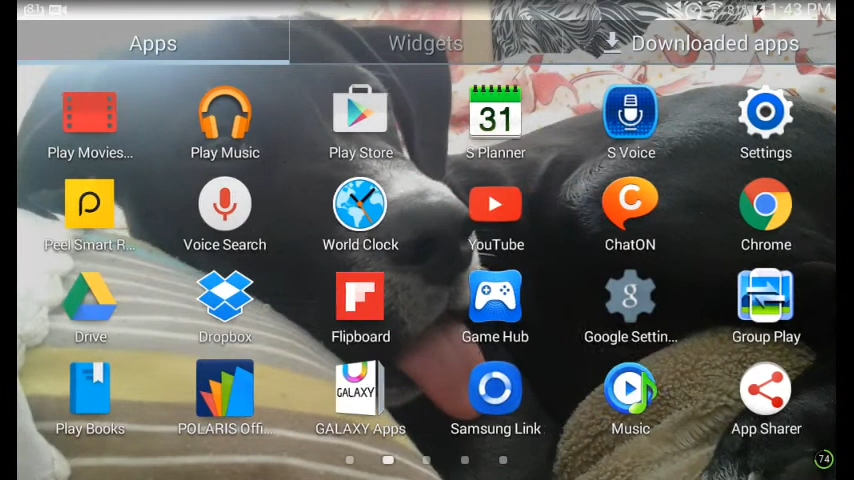 31
81%
1:43 PM
Apps
Widgets
Downloaded apps
31
Play Movies...
Play Music
Play Store
S Planner
S Voice
Settings
Peel Smart R...
Voice Search
World Clock
YouTube
C
ChatON
Chrome
g
Drive
Dropbox
Flipboard
Game Hub
Google Settin...
Group Play
GALAXY
Play Books
POLARIS Offi...
GALAXY Apps
Samsung Link
Music
App Sharer
74